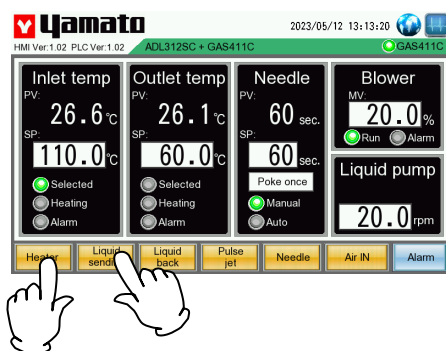 Yamato
2023/05/12 13:13:20
HMI Ver:1.02 PLC Ver:1.02
ADL312SC + GAS411C
GAS411C
Inlet temp
PV:
26.6 °C
SP:
110.0 °C
Selected
Heating
Alarm
Outlet temp
PV:
26.1 °C
SP:
60.0 °C
Selected
Heating
Alarm
Needle
PV:
60 sec.
SP:
60 sec.
Poke once
Manual
Auto
Blower
MV:
20.0 %
Run Alarm
Liquid pump
20.0 rpm
Heater
Liquid
sending
Liquid
back
Pulse
jet
Needle
Air IN
Alarm